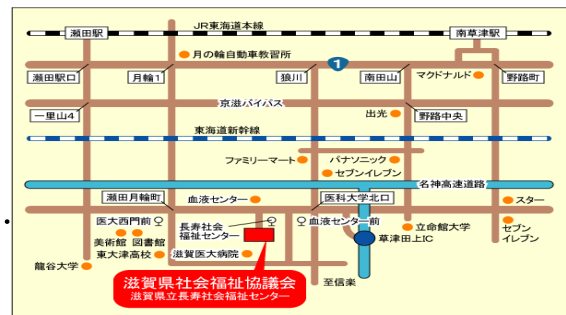 JR東海道本線
瀬田駅
南草津駅
月の輪自動車教習所
1
瀬田駅口
月輪1
狼川
南田山
マクドナルド
野路町
京滋バイパス
一里山4
出光
野路中央
東海道新幹線
ファミリーマート
パナソニック
セブンイレブン
名神高速道路
瀬田月輪町
血液センター
医科大学北口
スター
医大西門前
長寿社会
福祉センター
血液センター前
立命館大学
セブン
イレブン
美術館
図書館
草津田上IC
東大津高校
滋賀医大病院
龍谷大学
滋賀県社会福祉協議会
滋賀県立長寿社会福祉センター
至信楽